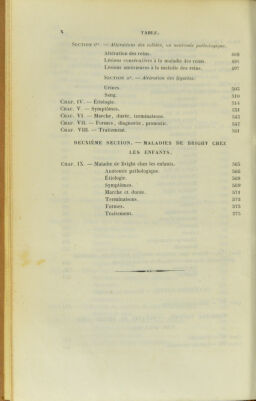 X TABLE.
SECTION Ire. — Altérations des solides, ou anatomie pathologique.
Altération des reins. 488
Lésions consécutives à la maladie des reins. 491
Lésions antérieures à la maladie des reins. 497
SECTION IIe. — Altération des liquides.
Urines. 505
Sang. 510
CHAP. IV. — Étiologie. 514
CHAP. V. — Symptômes. 531
CHAP. VI. — Marche, durée, terminaisons. 543
CHAP. VII. — Formes, diagnostic, pronostic. 547
CHAP. VIII. — Traitement. 551
DEUXIÈME SECTION. — MALADIES DE BRIGHT CHEZ
LES ENFANTS.
CHAP. IX. — Maladie de Bright chez les enfants. 565
Anatomie pathologique. 566
Étiologie. 568
Symptômes. 569
Marche et durée. 571
Terminaisons. 572
Formes. 573
Traitement. 575